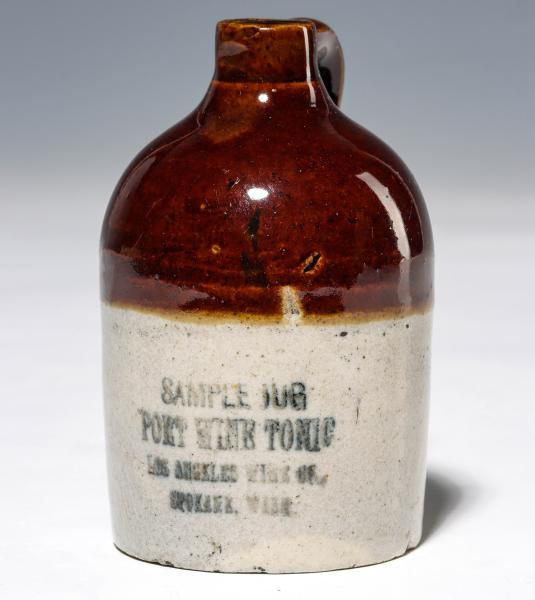 SAMPLE JUG
PORT WINE TONIC
LOS ANGELES WINE CO.,
SPOKANE, WASH.